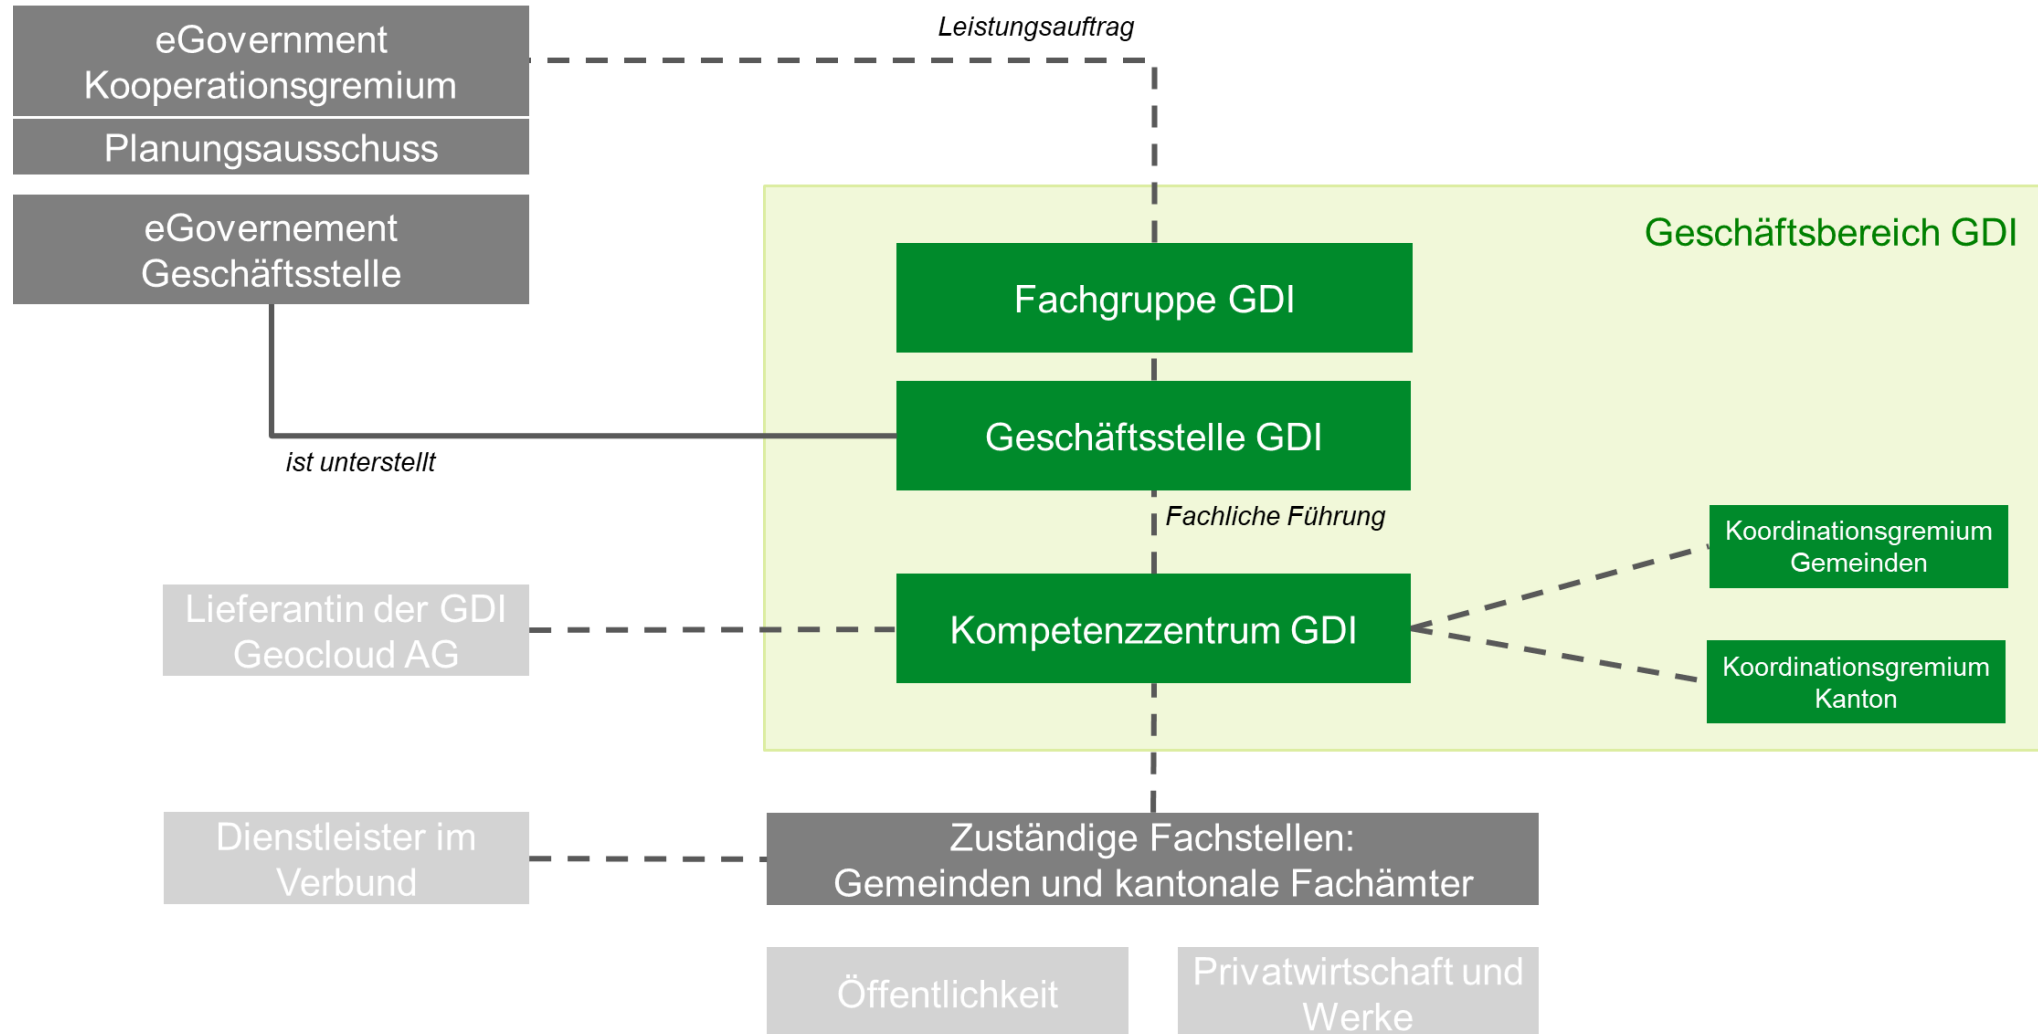 eGovernment
Kooperationsgremium
Planungsausschuss
eGovernement
Geschäftsstelle
Leistungsauftrag
Geschäftsbereich GDI
Fachgruppe GDI
Geschäftsstelle GDI
ist unterstellt
Fachliche Führung
Koordinationsgremium
Gemeinden
Lieferantin der GDI
Geocloud AG
Kompetenzzentrum GDI
Koordinationsgremium
Kanton
Dienstleister im
Verbund
Zuständige Fachstellen:
Gemeinden und kantonale Fachämter
Öffentlichkeit
Privatwirtschaft und
Werke